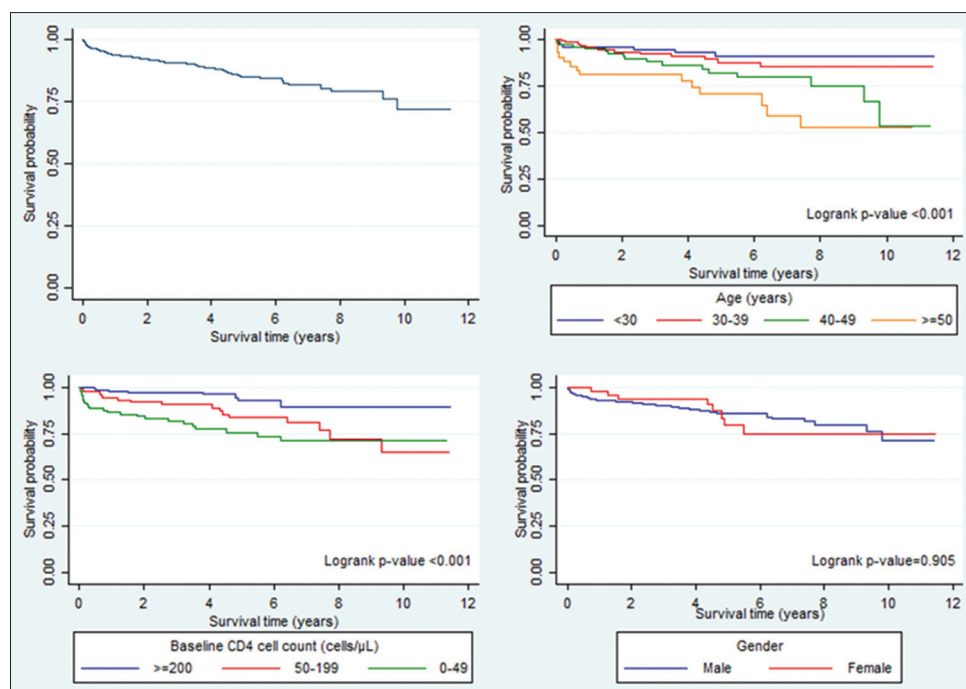 Survival probability
0.00 0.25 0.50 0.75 1.00
0 2 4 6 8 10 12
Survival time (years)
Survival probability
0.00 0.25 0.50 0.75 1.00
Logrank p-value <0.001
0 2 4 6 8 10 12
Survival time (years)
Age (years)
<30 30-39 40-49 >=50
Survival probability
0.00 0.25 0.50 0.75 1.00
Logrank p-value <0.001
0 2 4 6 8 10 12
Survival time (years)
Baseline CD4 cell count (cells/µL)
>=200 50-199 0-49
Survival probability
0.00 0.25 0.50 0.75 1.00
Logrank p-value=0.905
0 2 4 6 8 10 12
Survival time (years)
Gender
Male Female